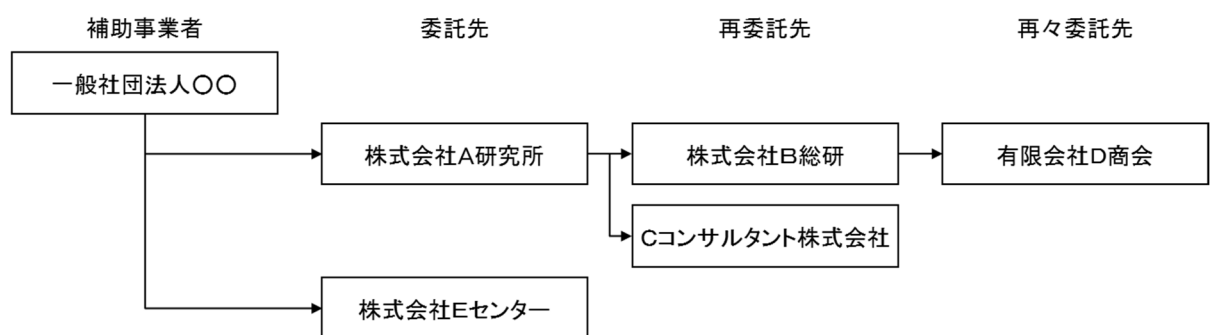 補助事業者
委託先
再委託先
再々委託先
一般社団法人〇〇
株式会社A研究所
株式会社B総研
有限会社D商会
Cコンサルタント株式会社
株式会社Eセンター